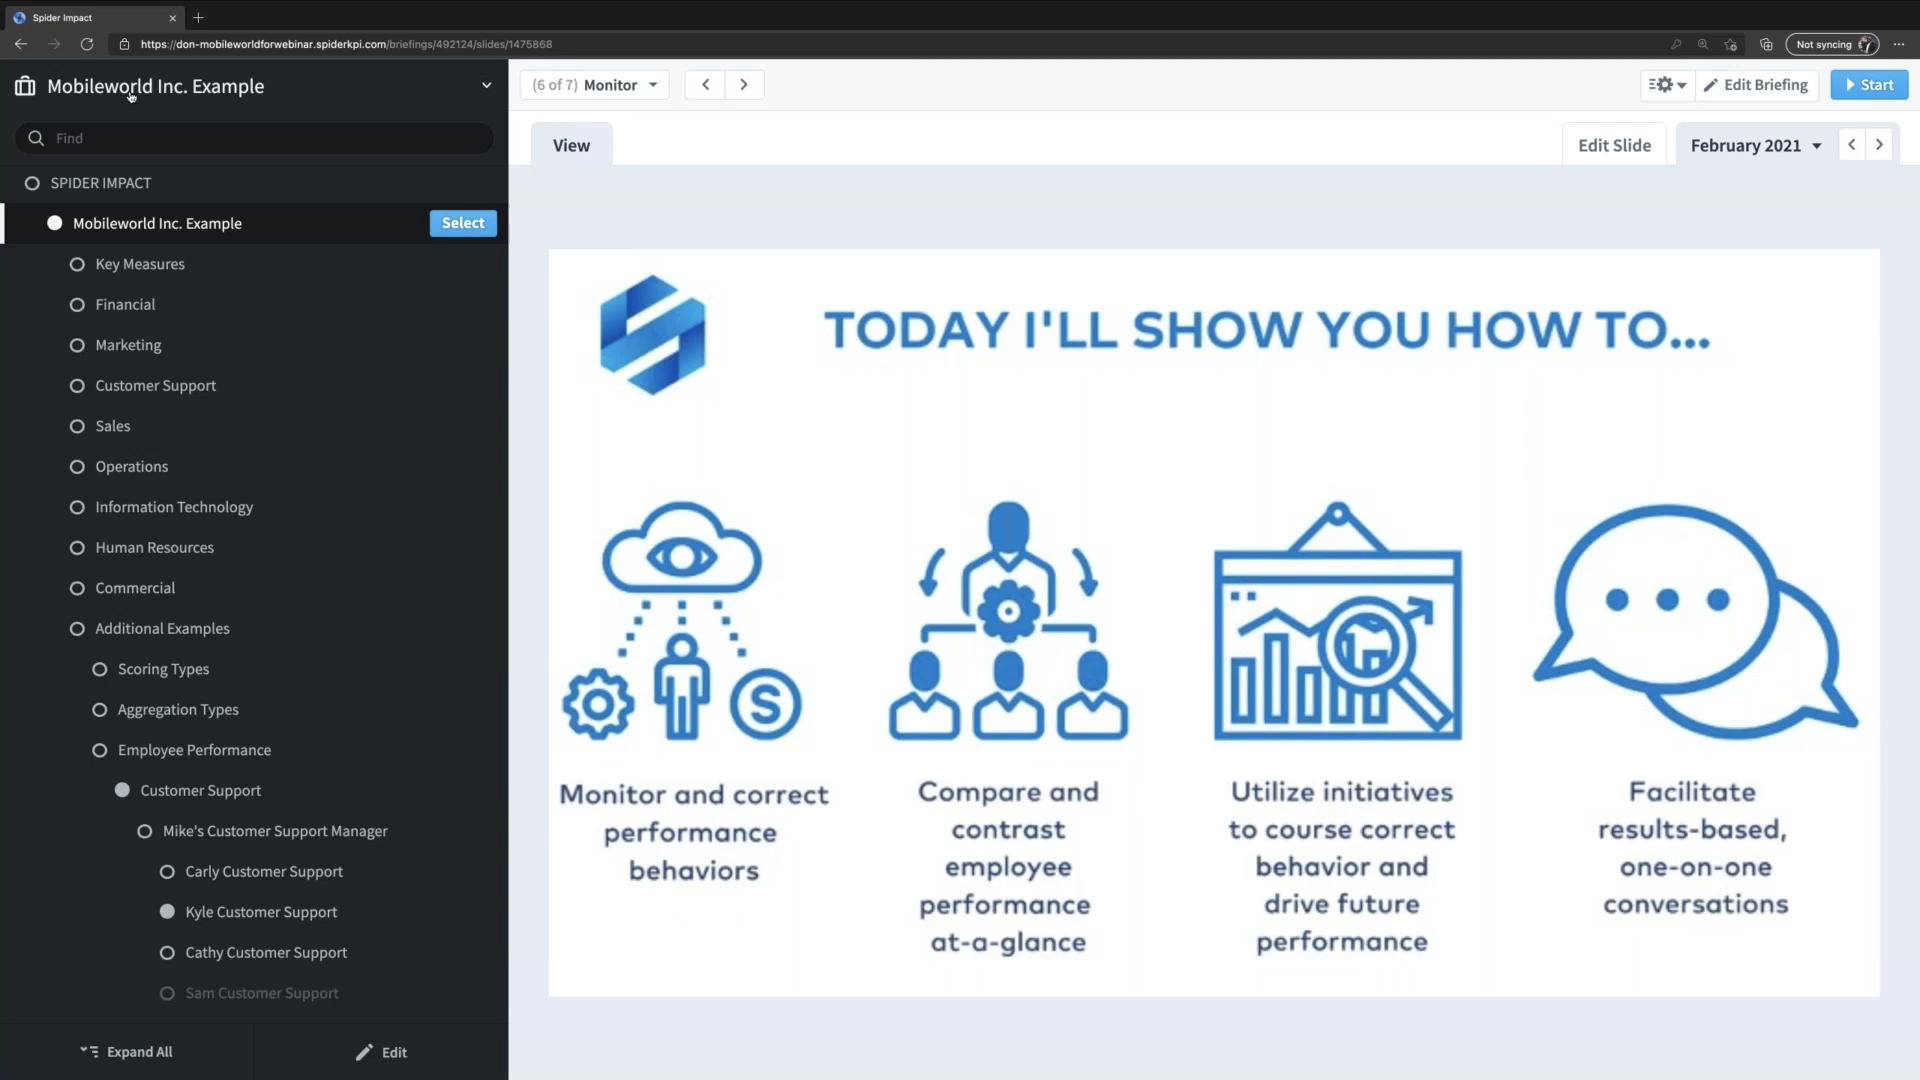 Spider Impact
https://don-mobileworldforwebinar.spiderkpi.com/briefings/492124/slides/1475868
Not syncing
Mobileworld Inc. Example
(6 of 7) Monitor
Edit Briefing
Start
Find
View
Edit Slide
February 2021
SPIDER IMPACT
Mobileworld Inc. Example
Select
Key Measures
Financial
Marketing
Customer Support
Sales
Operations
Information Technology
Human Resources
Commercial
Additional Examples
Scoring Types
Aggregation Types
Employee Performance
Customer Support
Mike's Customer Support Manager
Carly Customer Support
Kyle Customer Support
Cathy Customer Support
Sam Customer Support
Expand All
Edit
TODAY I'LL SHOW YOU HOW TO...
S
Monitor and correct
performance
behaviors
Compare and
contrast
employee
performance
at-a-glance
Utilize initiatives
to course correct
behavior and
drive future
performance
Facilitate
results-based,
one-on-one
conversations